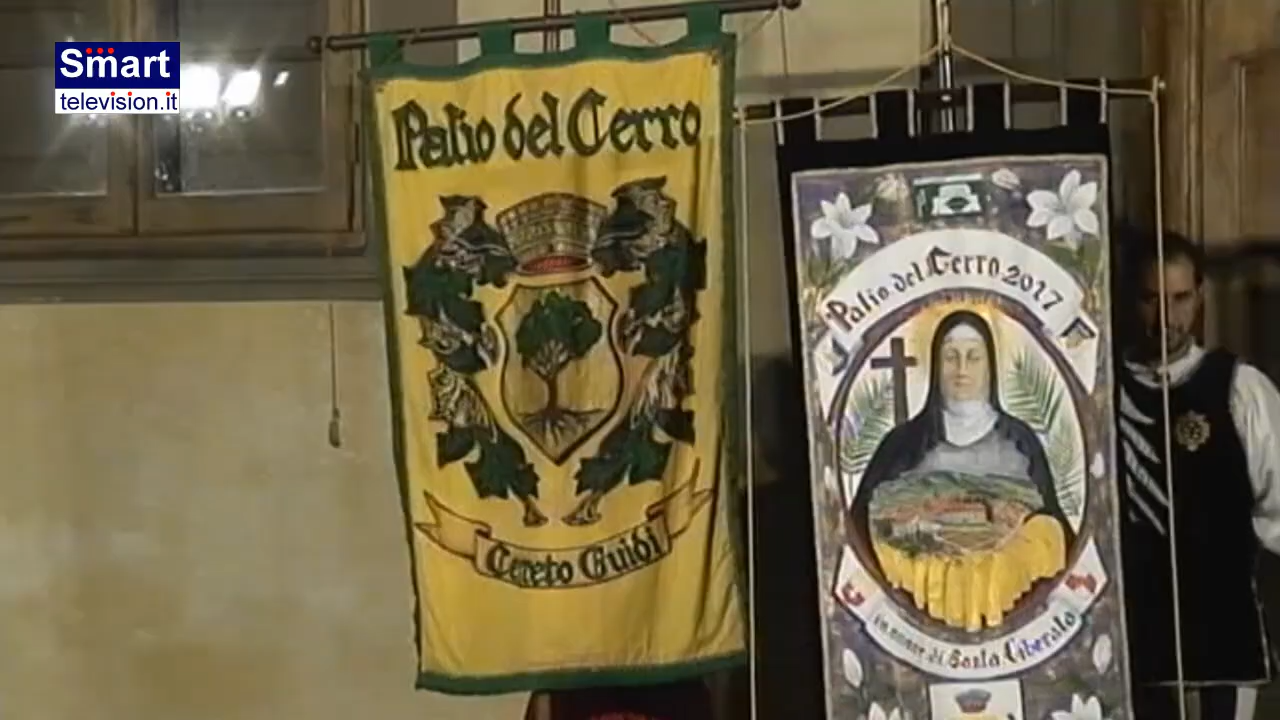 Smart
television.it
Palio del Cerro
Cerreto Guidi
Palio del Cerro 2017
in onore di Santa Liberata